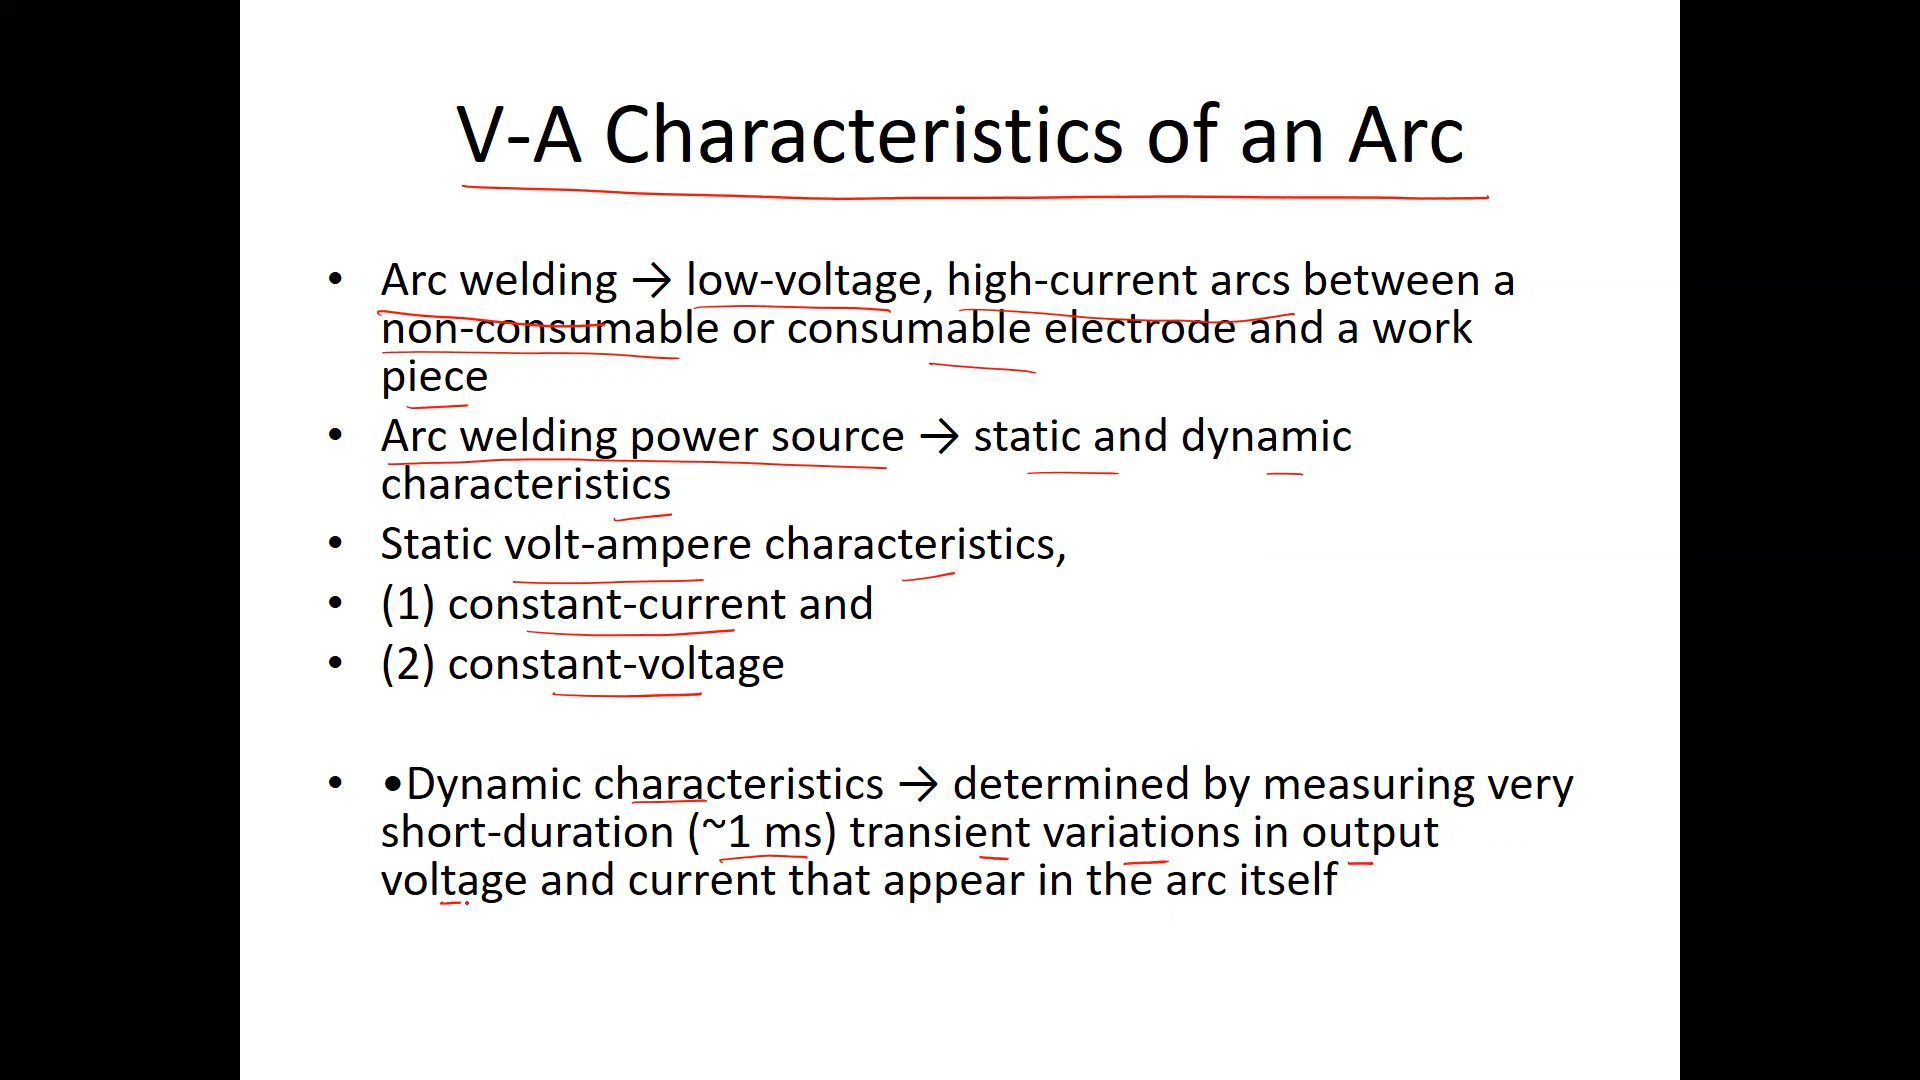 V-A Characteristics of an Arc
• Arc welding → low-voltage, high-current arcs between a
non-consumable or consumable electrode and a work
piece
• Arc welding power source → static and dynamic
characteristics
• Static volt-ampere characteristics,
• (1) constant-current and
• (2) constant-voltage
• •Dynamic characteristics → determined by measuring very
short-duration (~1 ms) transient variations in output
voltage and current that appear in the arc itself